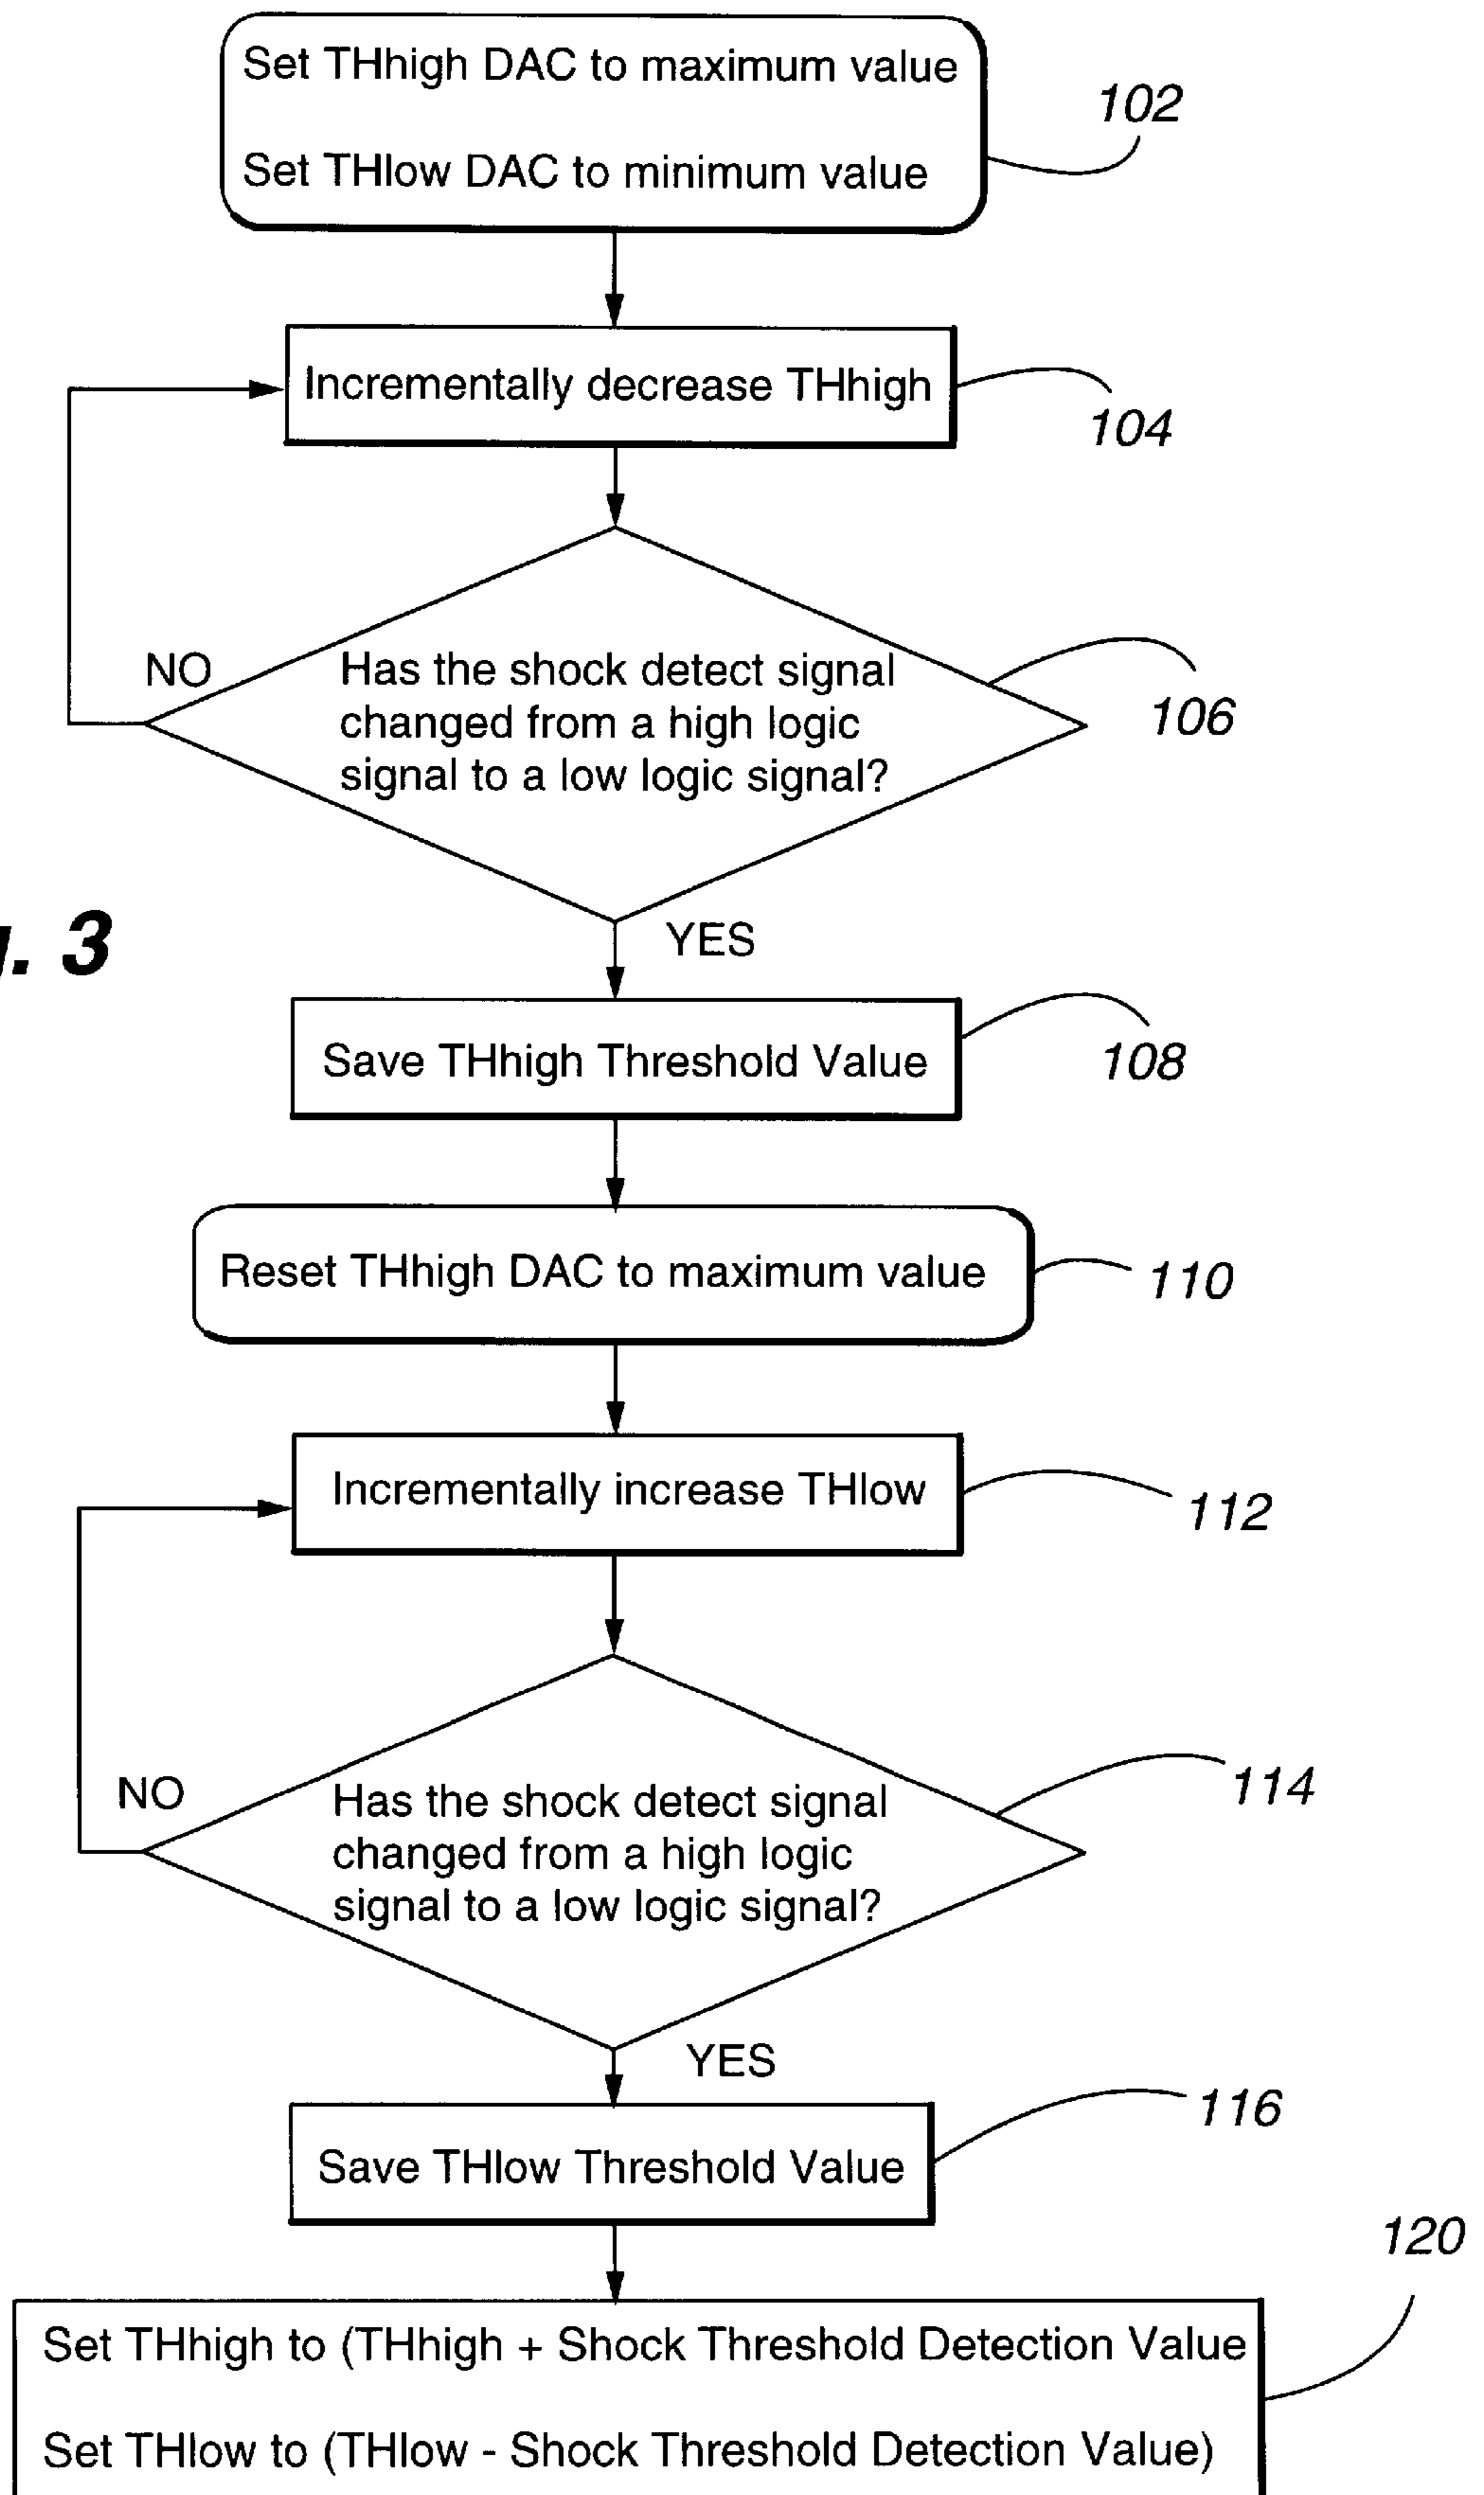 Set THhigh DAC to maximum value
Set THlow DAC to minimum value
102
Incrementally decrease THhigh
104
NO
Has the shock detect signal
changed from a high logic
signal to a low logic signal?
106
YES
. 3
Save THhigh Threshold Value
108
Reset THhigh DAC to maximum value
110
Incrementally increase THlow
112
NO
Has the shock detect signal
changed from a high logic
signal to a low logic signal?
114
YES
Save THlow Threshold Value
116
120
Set THhigh to (THhigh + Shock Threshold Detection Value
Set THlow to (THlow - Shock Threshold Detection Value)